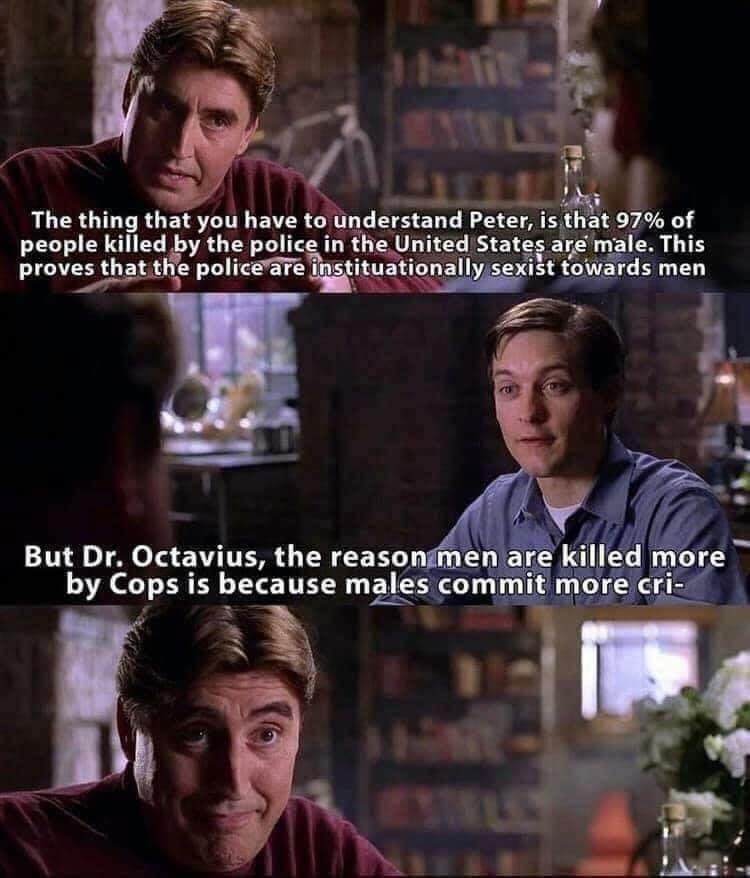 The thing that you have to understand Peter, is that 97% of
people killed by the police in the United States are male. This
proves that the police are instituationally sexist towards men
But Dr. Octavius, the reason men are killed more
by Cops is because males commit more cri-